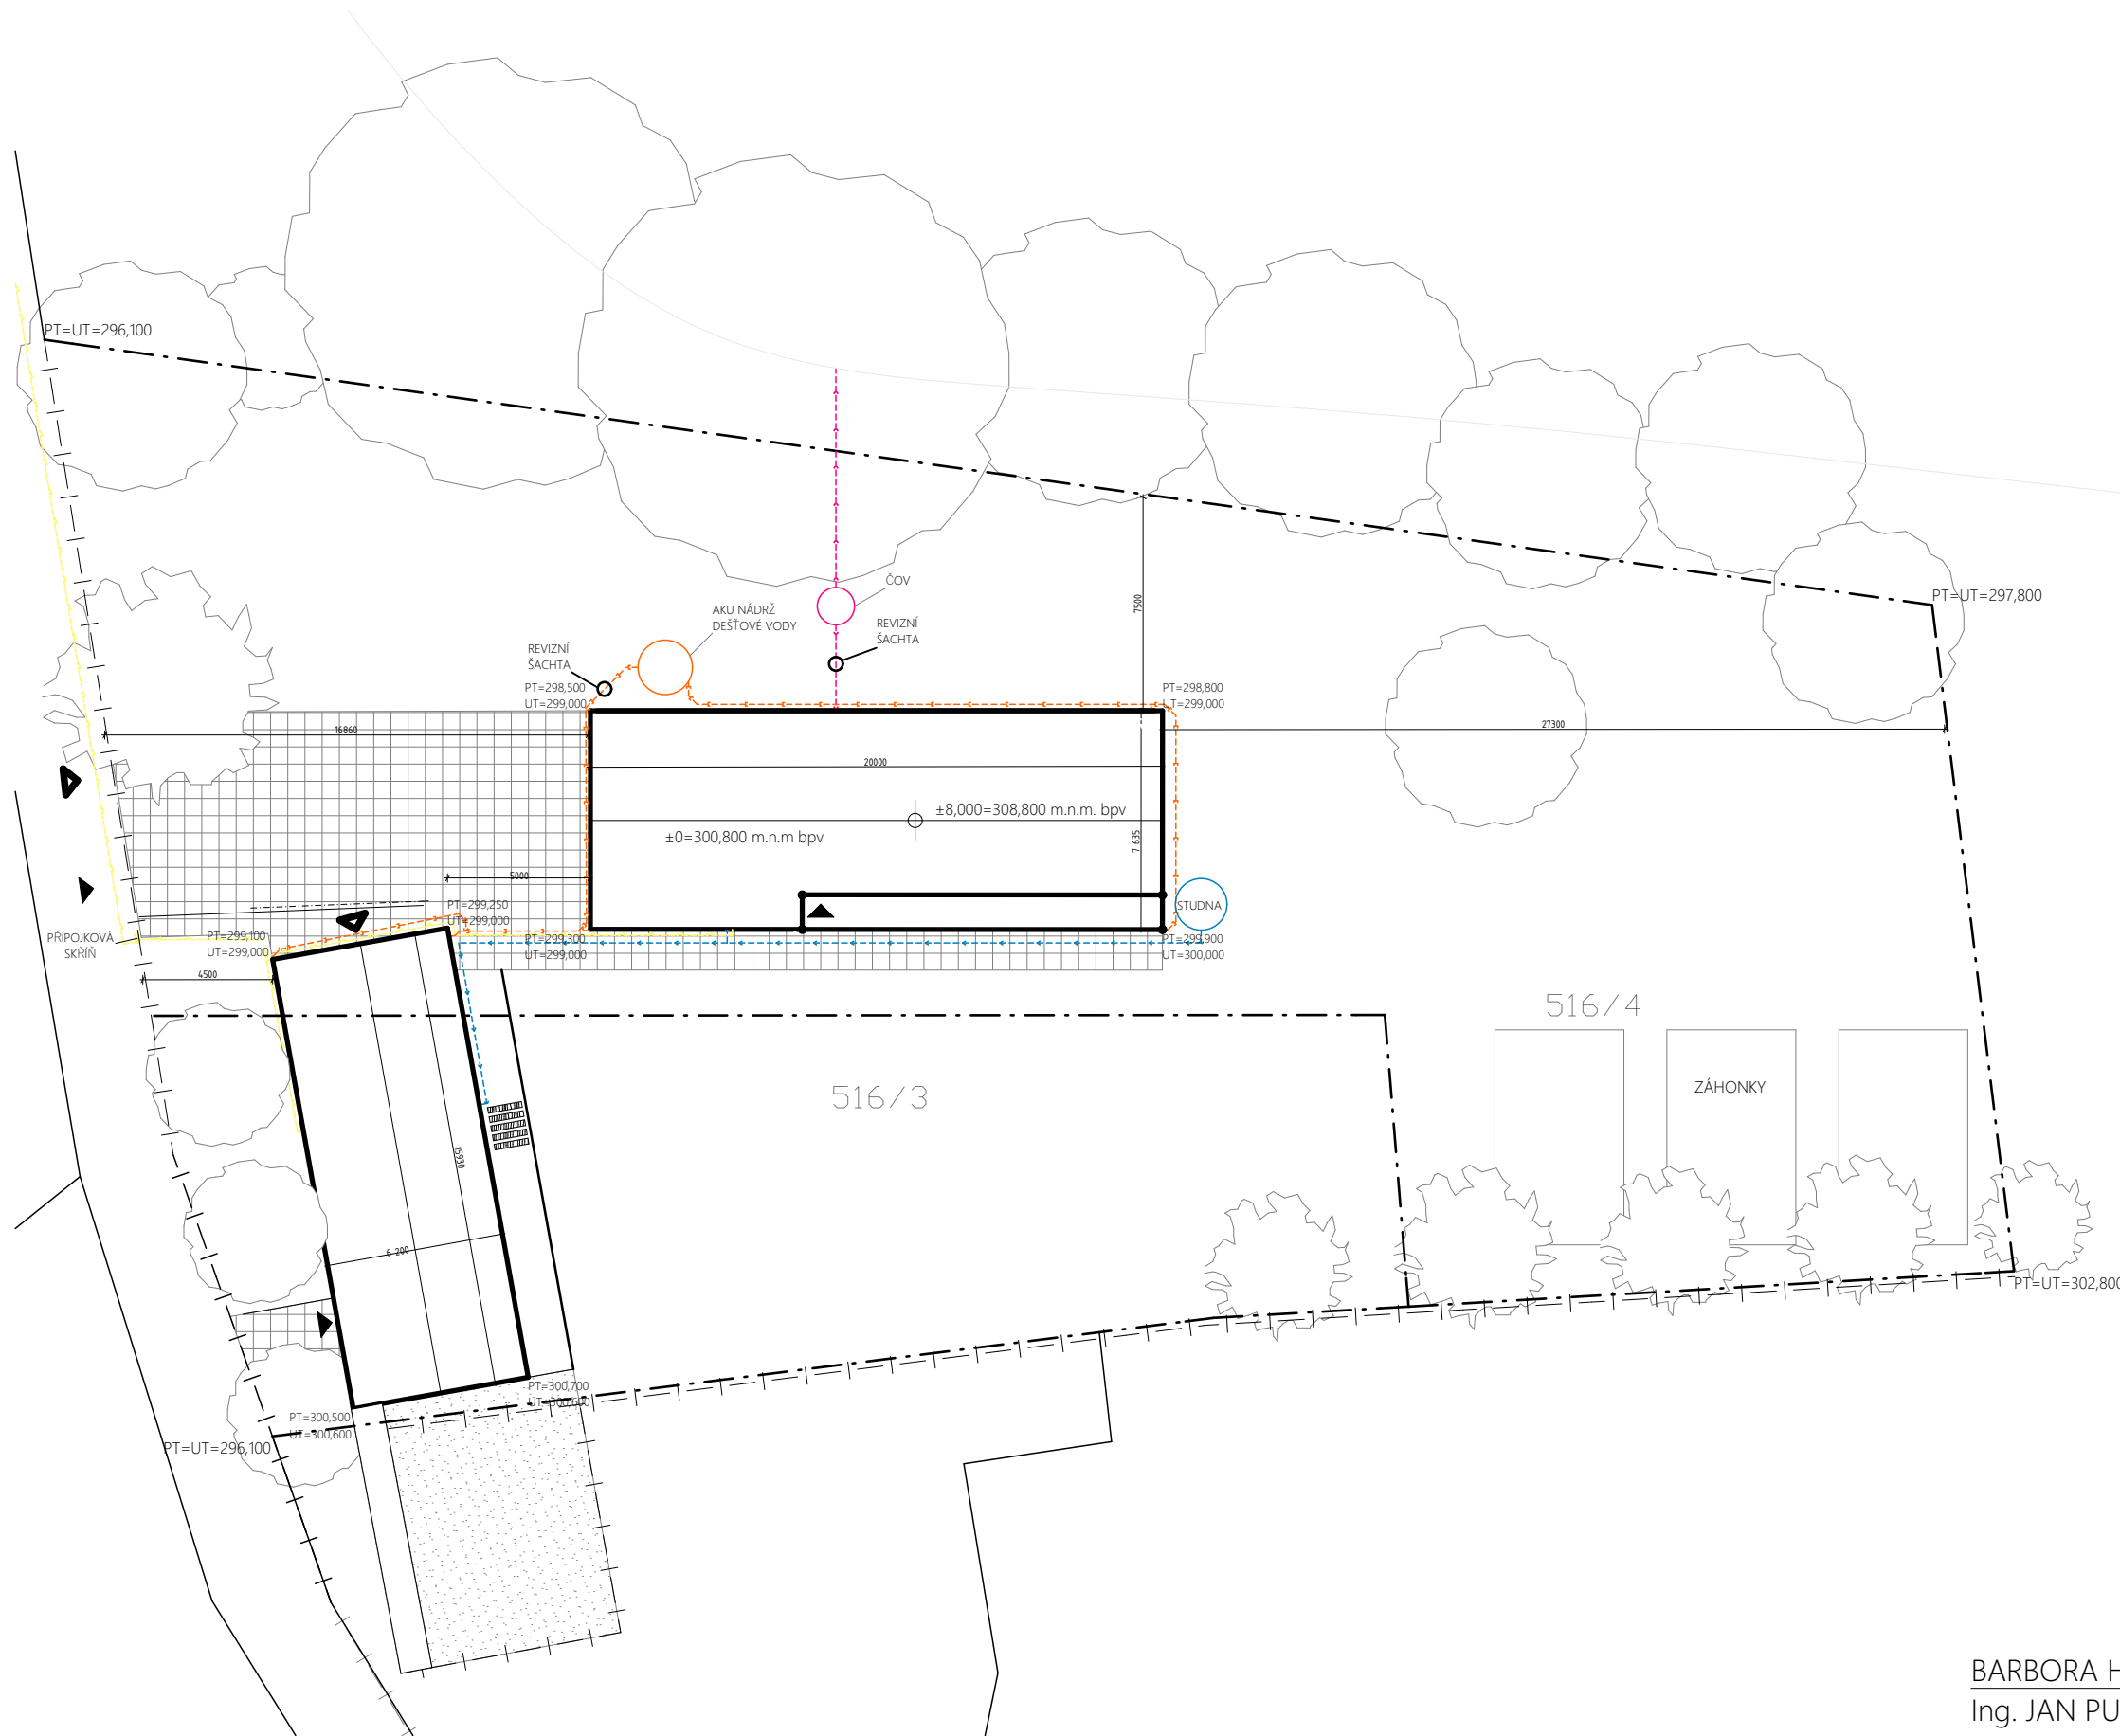 PT=UT=296,100
PT=UT=297,800
ČOV
AKU NÁDRŽ
DEŠŤOVÉ VODY
REVIZNÍ
ŠACHTA
REVIZNÍ
ŠACHTA
7500
PT=298,500
UT=299,000
PT=298,800
UT=299,000
16860
27300
20000
±8,000=308,800 m.n.m. bpv
±0=300,800 m.n.m bpv
7 635
5000
PT=299,250
UT=299,000
STUDNA
PŘÍPOJKOVÁ
SKŘÍŇ
PT=299,100
UT=299,000
PT=299,300
UT=299,000
PT=299,900
UT=300,000
4500
516/4
516/3
ZÁHONKY
15930
6 200
PT=UT=302,800
PT=300,700
UT=300,600
PT=300,500
UT=300,600
PT=UT=296,100
BARBORA H
Ing. JAN PU